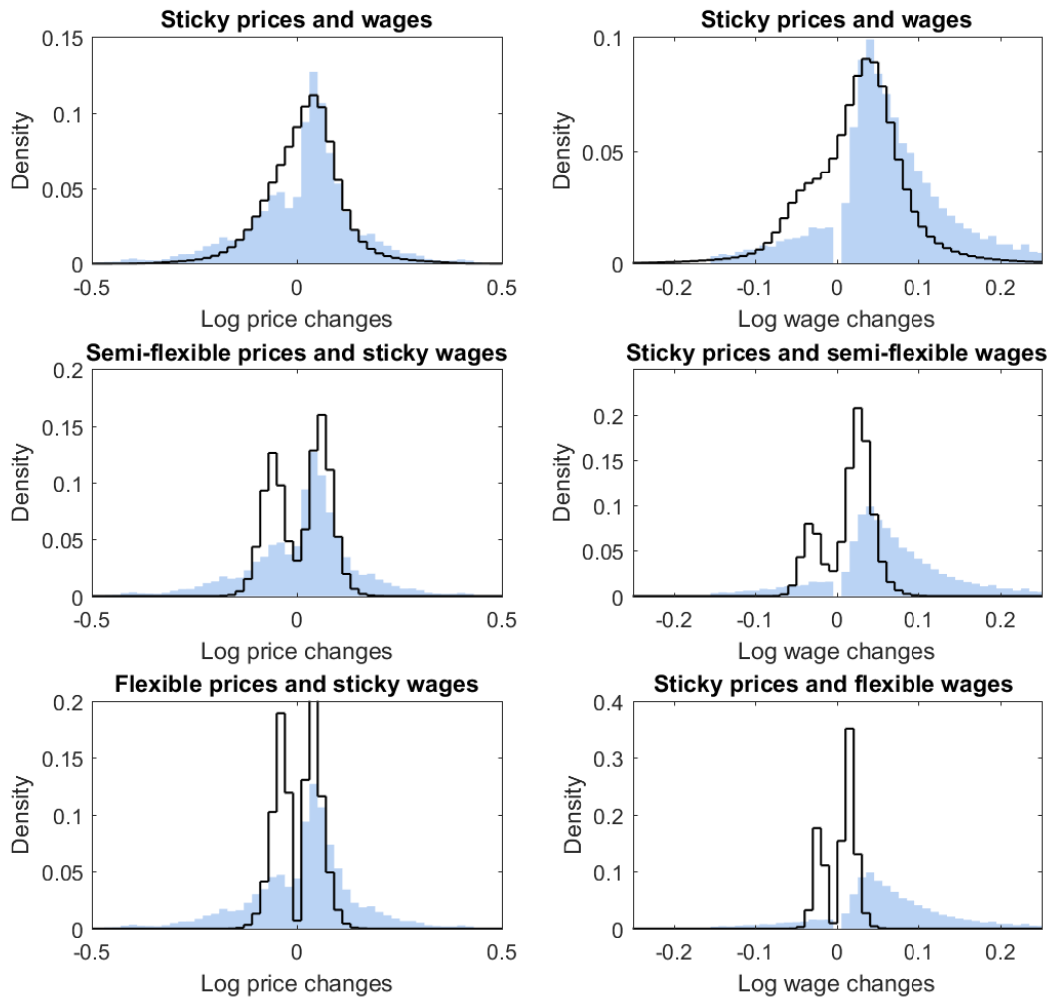 Sticky prices and wages
0.15
0.1
0.05
0
Density
-0.5
0
0.5
Log price changes
Sticky prices and wages
0.1
0.05
0
Density
-0.2
-0.1
0
0.1
0.2
Log wage changes
Semi-flexible prices and sticky wages
0.2
0.15
0.1
0.05
0
Density
-0.5
0
0.5
Log price changes
Sticky prices and semi-flexible wages
0.2
0.15
0.1
0.05
0
Density
-0.2
-0.1
0
0.1
0.2
Log wage changes
Flexible prices and sticky wages
0.2
0.15
0.1
0.05
0
Density
-0.5
0
0.5
Log price changes
Sticky prices and flexible wages
0.4
0.3
0.2
0.1
0
Density
-0.2
-0.1
0
0.1
0.2
Log wage changes